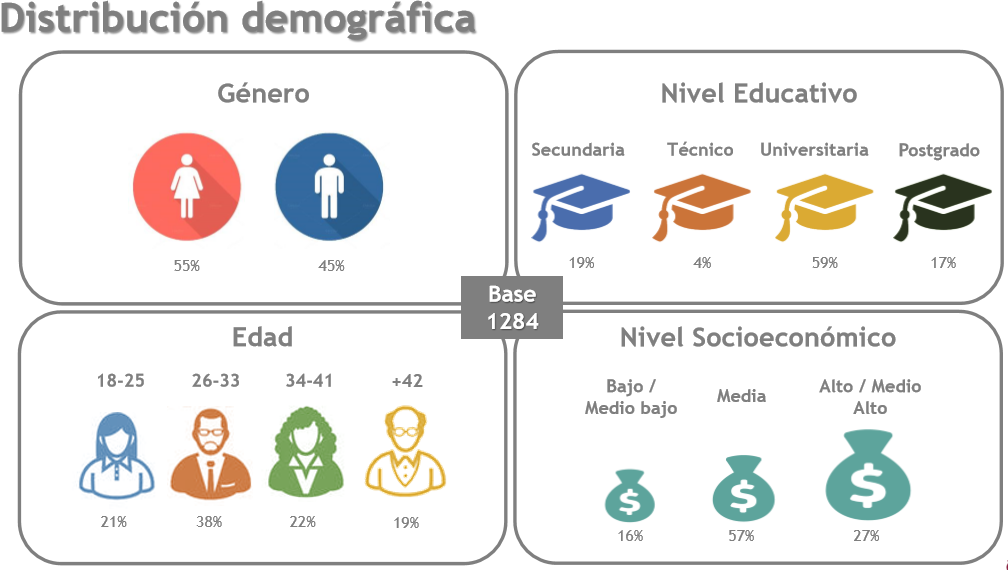 Distribución demográfica
Género
55% 45%
Nivel Educativo
Secundaria Técnico Universitaria Postgrado
19% 4% 59% 17%
Base
1284
Edad
18-25 26-33 34-41 +42
21% 38% 22% 19%
Nivel Socioeconómico
Bajo /
Medio bajo
Media
Alto / Medio
Alto
$ $ $
16% 57% 27%